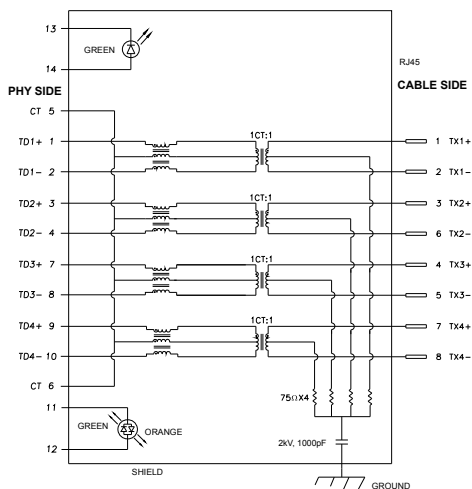 13
GREEN
14
RJ45
PHY SIDE
CABLE SIDE
CT 5
1CT:1
TD1+ 1
1 TX1+
TD1- 2
2 TX1-
1CT:1
TD2+ 3
3 TX2+
TD2- 4
6 TX2-
1CT:1
TD3+ 7
4 TX3+
TD3- 8
5 TX3-
1CT:1
TD4+ 9
7 TX4+
TD4- 10
8 TX4-
CT 6
75ΩX4
11
GREEN
ORANGE
2kV, 1000pF
12
SHIELD
GROUND